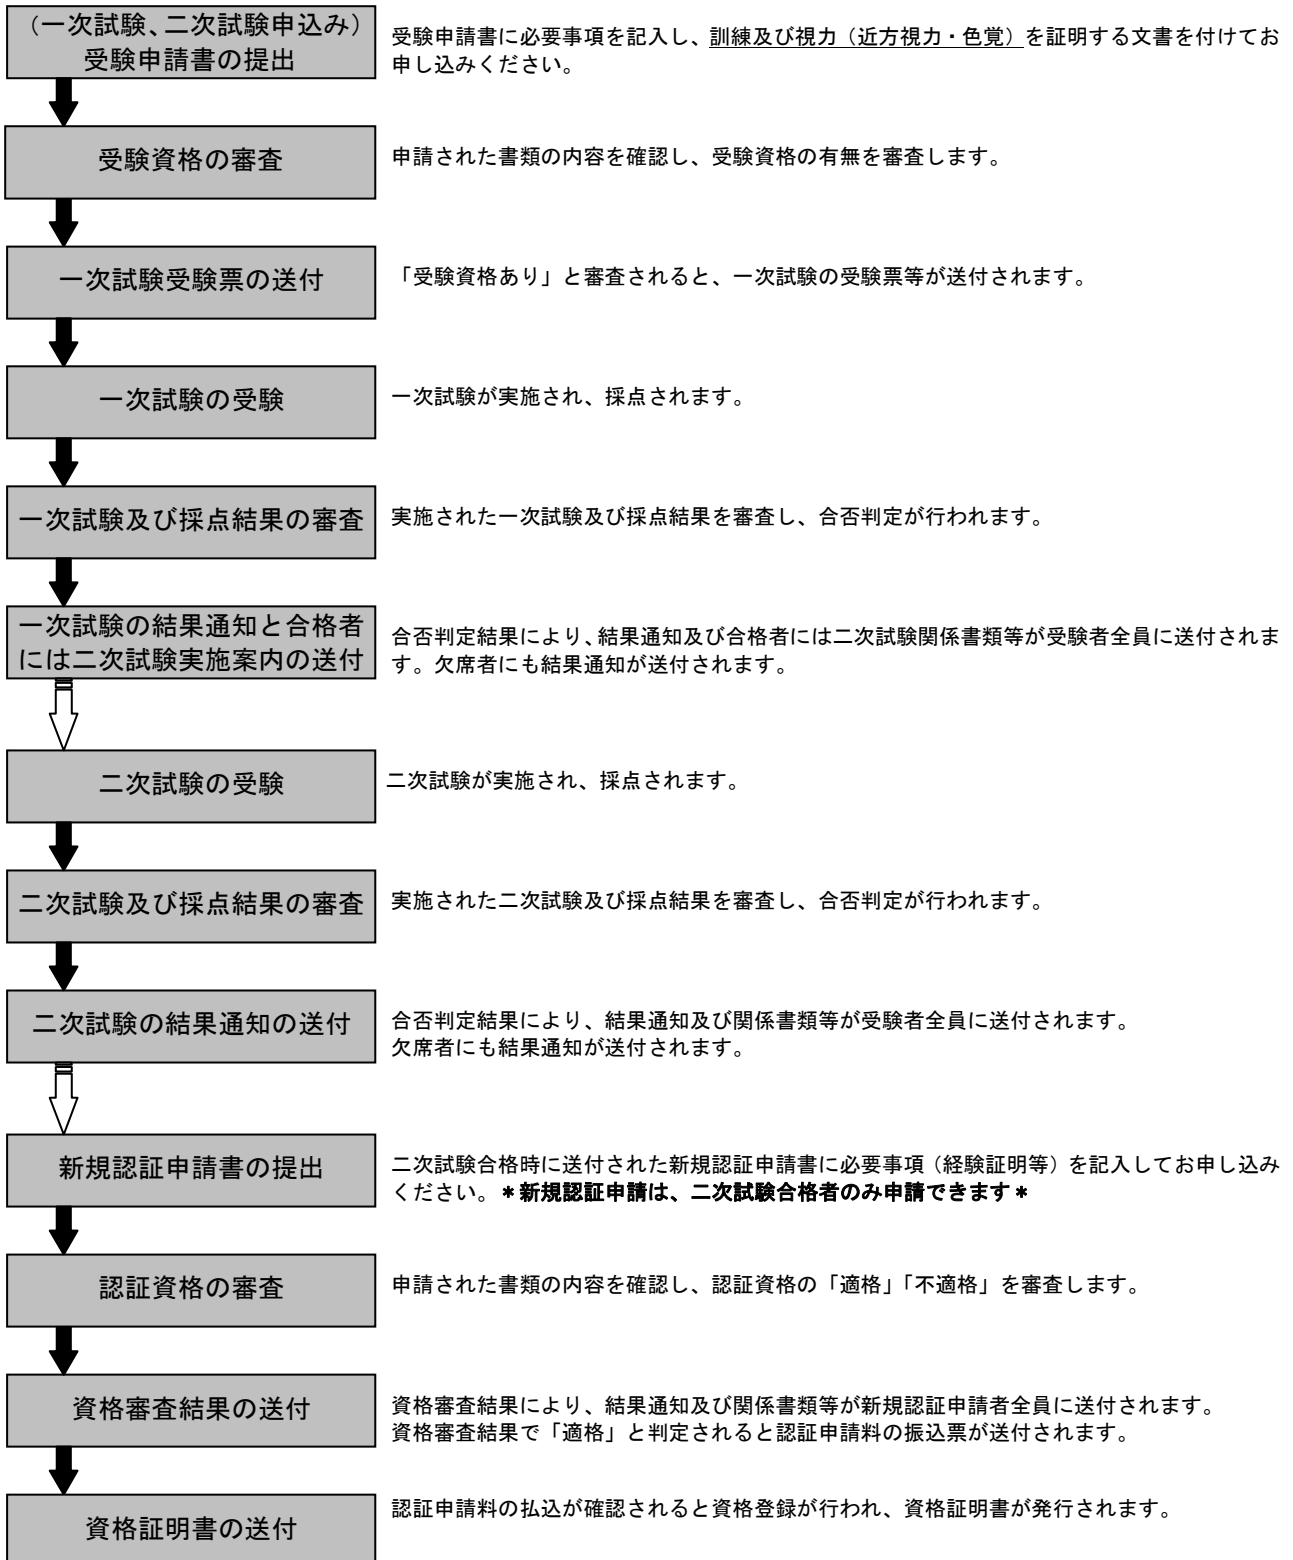 （一次試験、二次試験申込み）
受験申請書の提出
受験申請書に必要事項を記入し、訓練及び視力（近方視力・色覚）を証明する文書を付けてお
申し込みください。
受験資格の審査
申請された書類の内容を確認し、受験資格の有無を審査します。
一次試験受験票の送付
「受験資格あり」と審査されると、一次試験の受験票等が送付されます。
一次試験の受験
一次試験が実施され、採点されます。
一次試験及び採点結果の審査
実施された一次試験及び採点結果を審査し、合否判定が行われます。
一次試験の結果通知と合格者
には二次試験実施案内の送付
合否判定結果により、結果通知及び合格者には二次試験関係書類等が受験者全員に送付されま
す。欠席者にも結果通知が送付されます。
二次試験の受験
二次試験が実施され、採点されます。
二次試験及び採点結果の審査
実施された二次試験及び採点結果を審査し、合否判定が行われます。
二次試験の結果通知の送付
合否判定結果により、結果通知及び関係書類等が受験者全員に送付されます。
欠席者にも結果通知が送付されます。
新規認証申請書の提出
二次試験合格時に送付された新規認証申請書に必要事項（経験証明等）を記入してお申し込み
ください。＊新規認証申請は、二次試験合格者のみ申請できます＊
認証資格の審査
申請された書類の内容を確認し、認証資格の「適格」「不適格」を審査します。
資格審査結果の送付
資格審査結果により、結果通知及び関係書類等が新規認証申請者全員に送付されます。
資格審査結果で「適格」と判定されると認証申請料の振込票が送付されます。
資格証明書の送付
認証申請料の払込が確認されると資格登録が行われ、資格証明書が発行されます。